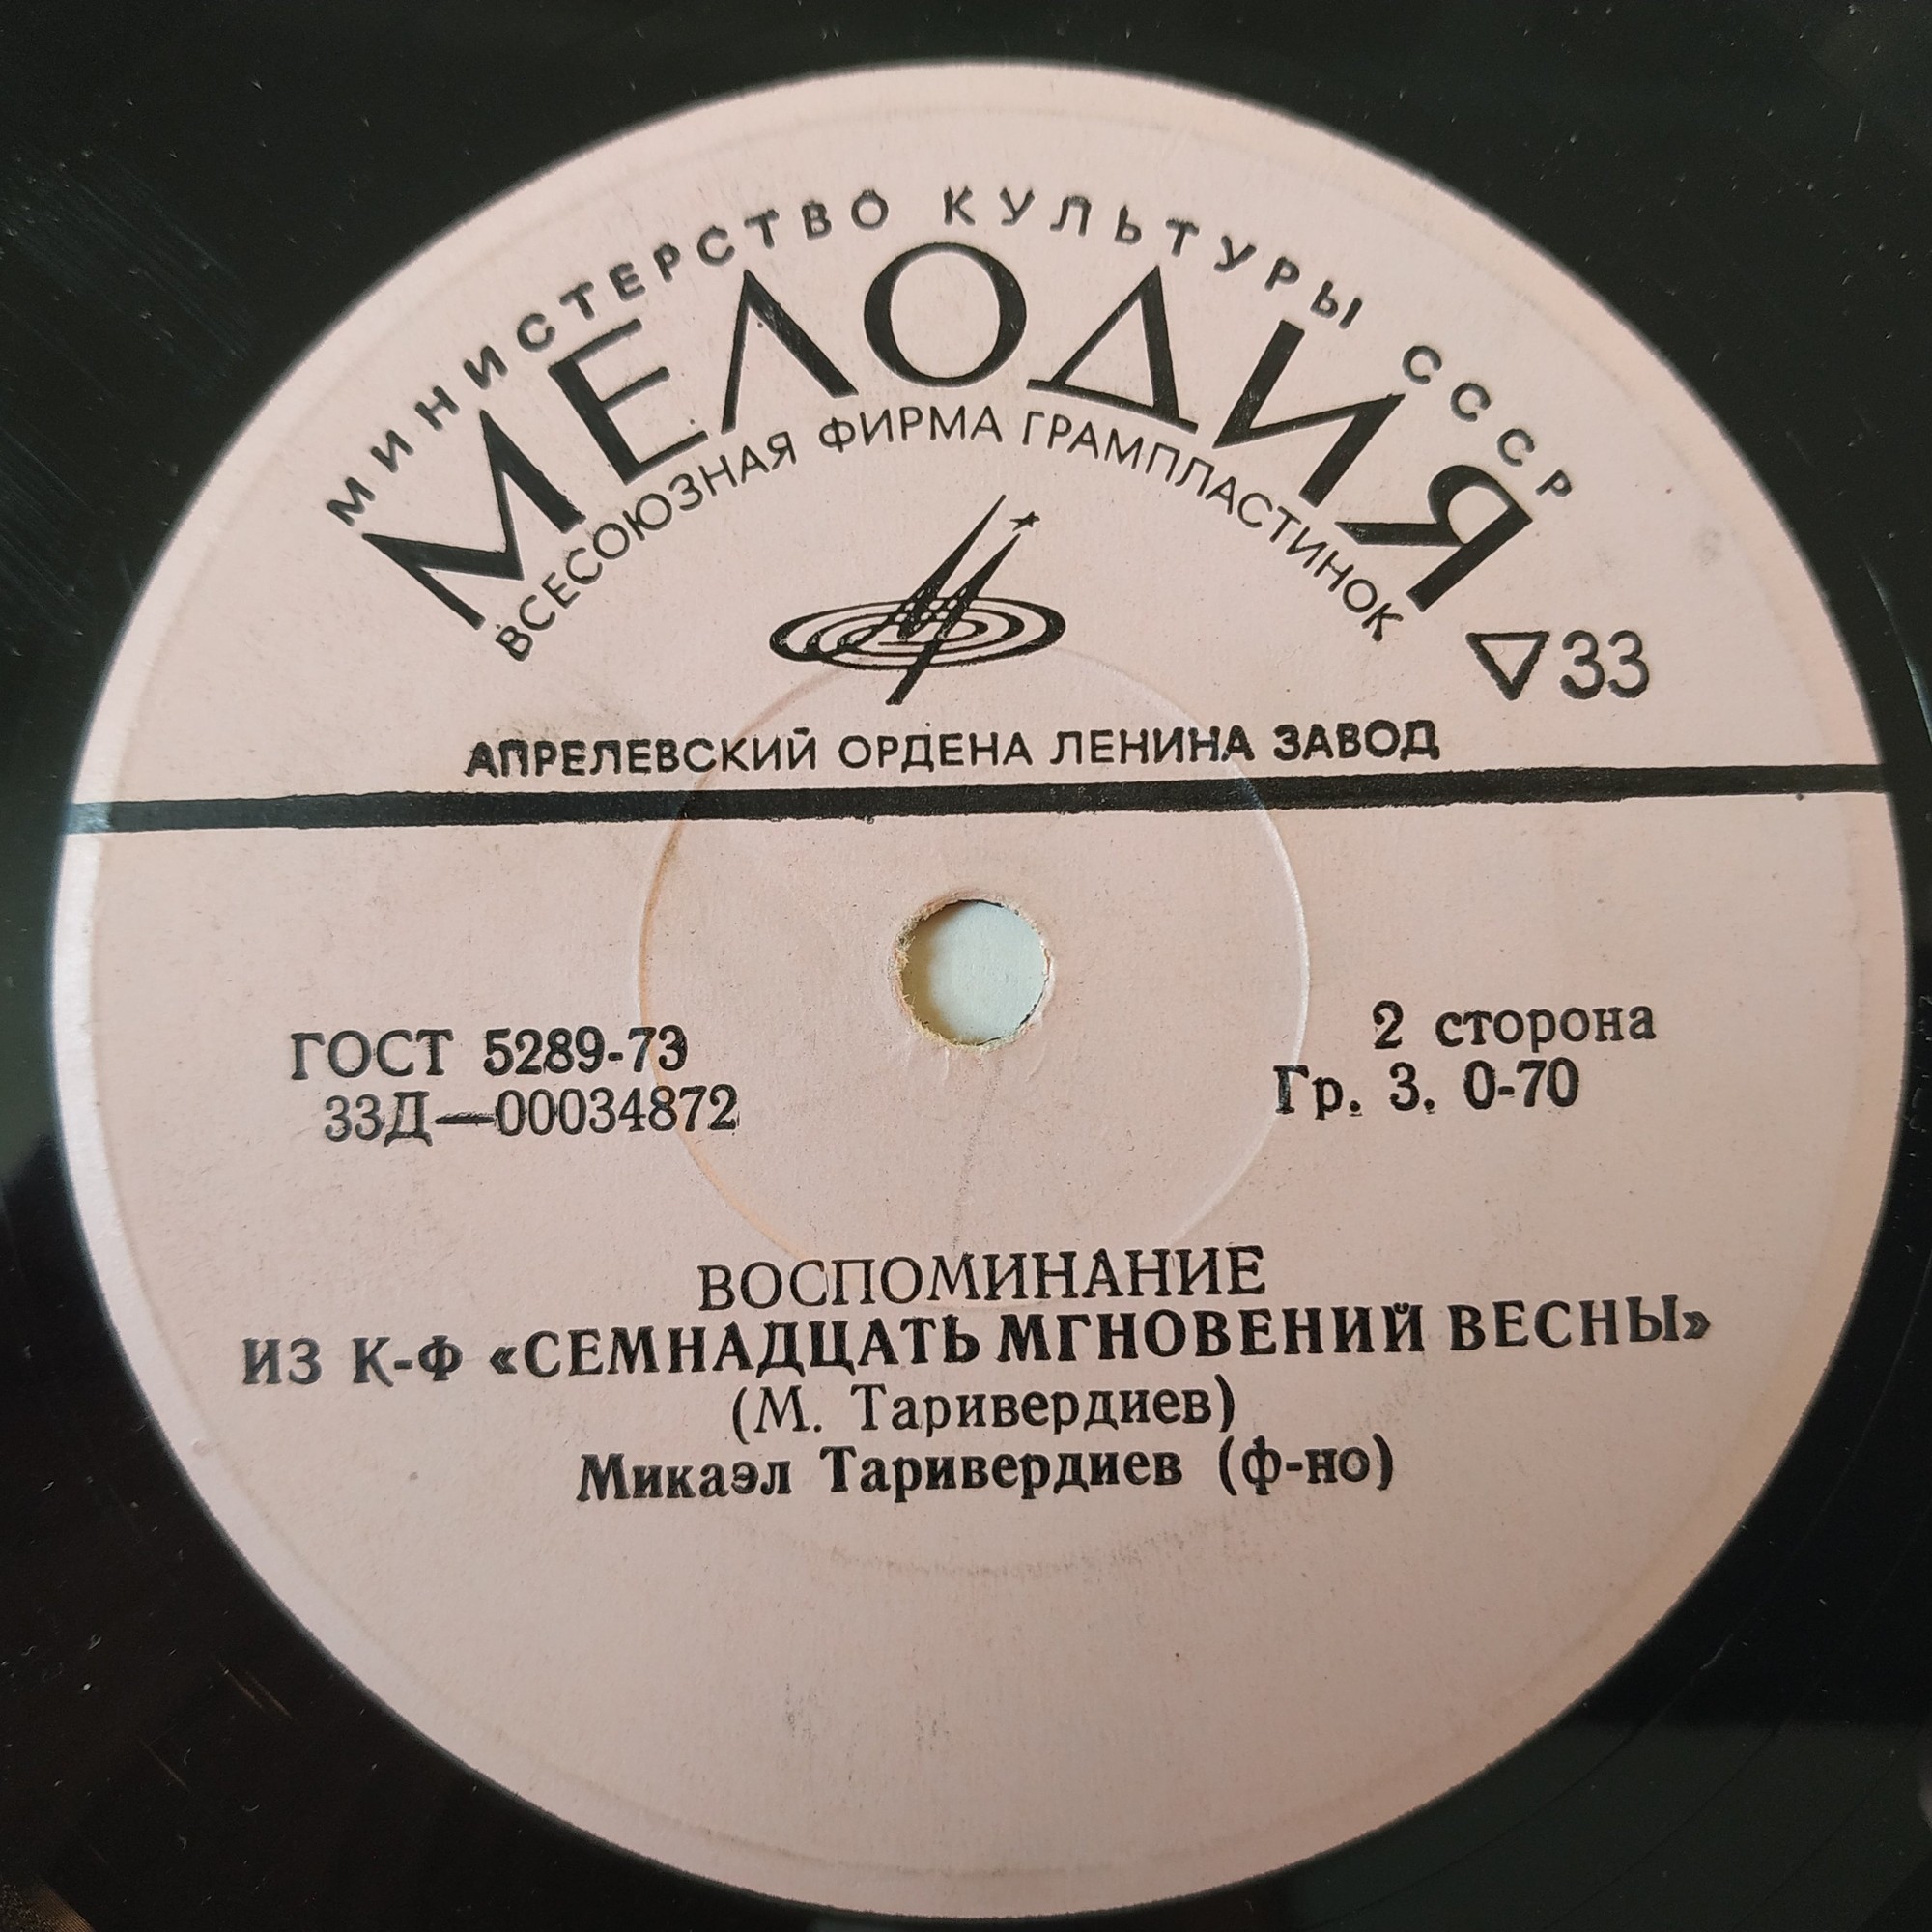 МИНИСТЕРСТВО КУЛЬТУРЫ СССР
МЕЛОДИЯ
ВСЕСОЮЗНАЯ ФИРМА ГРАМПЛАСТИНОК
▽33
АПРЕЛЕВСКИЙ ОРДЕНА ЛЕНИНА ЗАВОД
ГОСТ 5289-73
33Д—00034872
2 сторона
Гр. 3. 0-70
ВОСПОМИНАНИЕ
ИЗ К-Ф «СЕМНАДЦАТЬ МГНОВЕНИЙ ВЕСНЫ»
(М. Таривердиев)
Микаэл Таривердиев (ф-но)